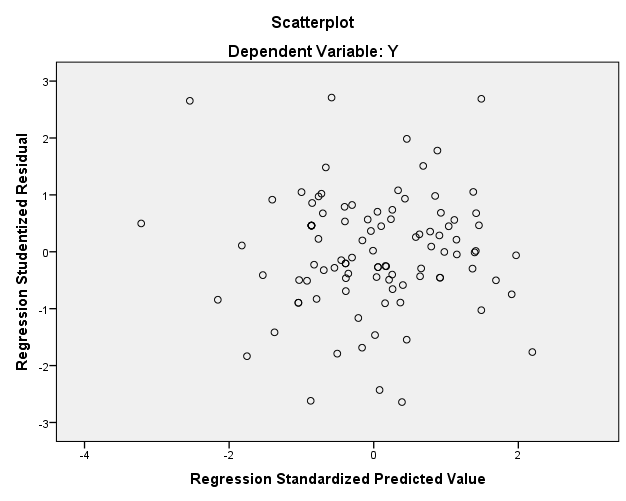 Scatterplot
Dependent Variable: Y
Regression Studentized Residual
3
2
1
0
-1
-2
-3
-4
-2
0
2
Regression Standardized Predicted Value